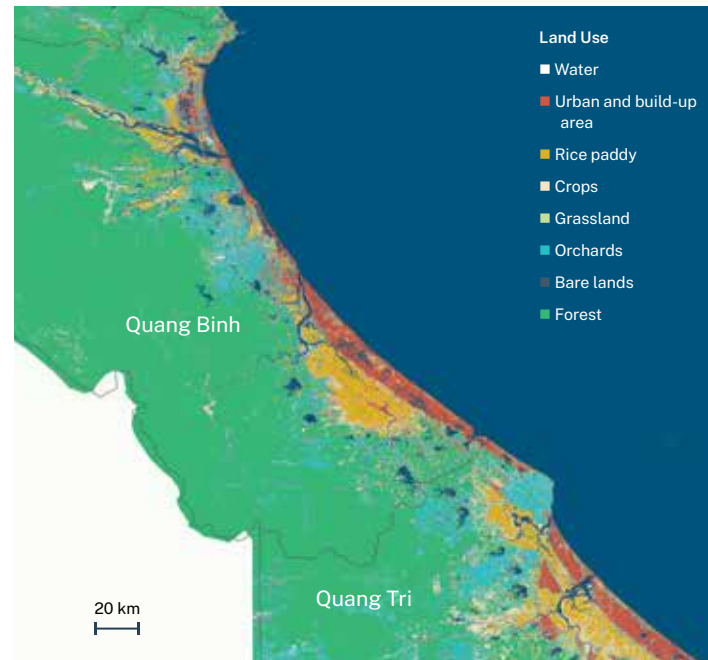 Land Use
Water
Urban and build-up
area
Rice paddy
Crops
Grassland
Orchards
Bare lands
Forest
Quang Binh
Quang Tri
20 km